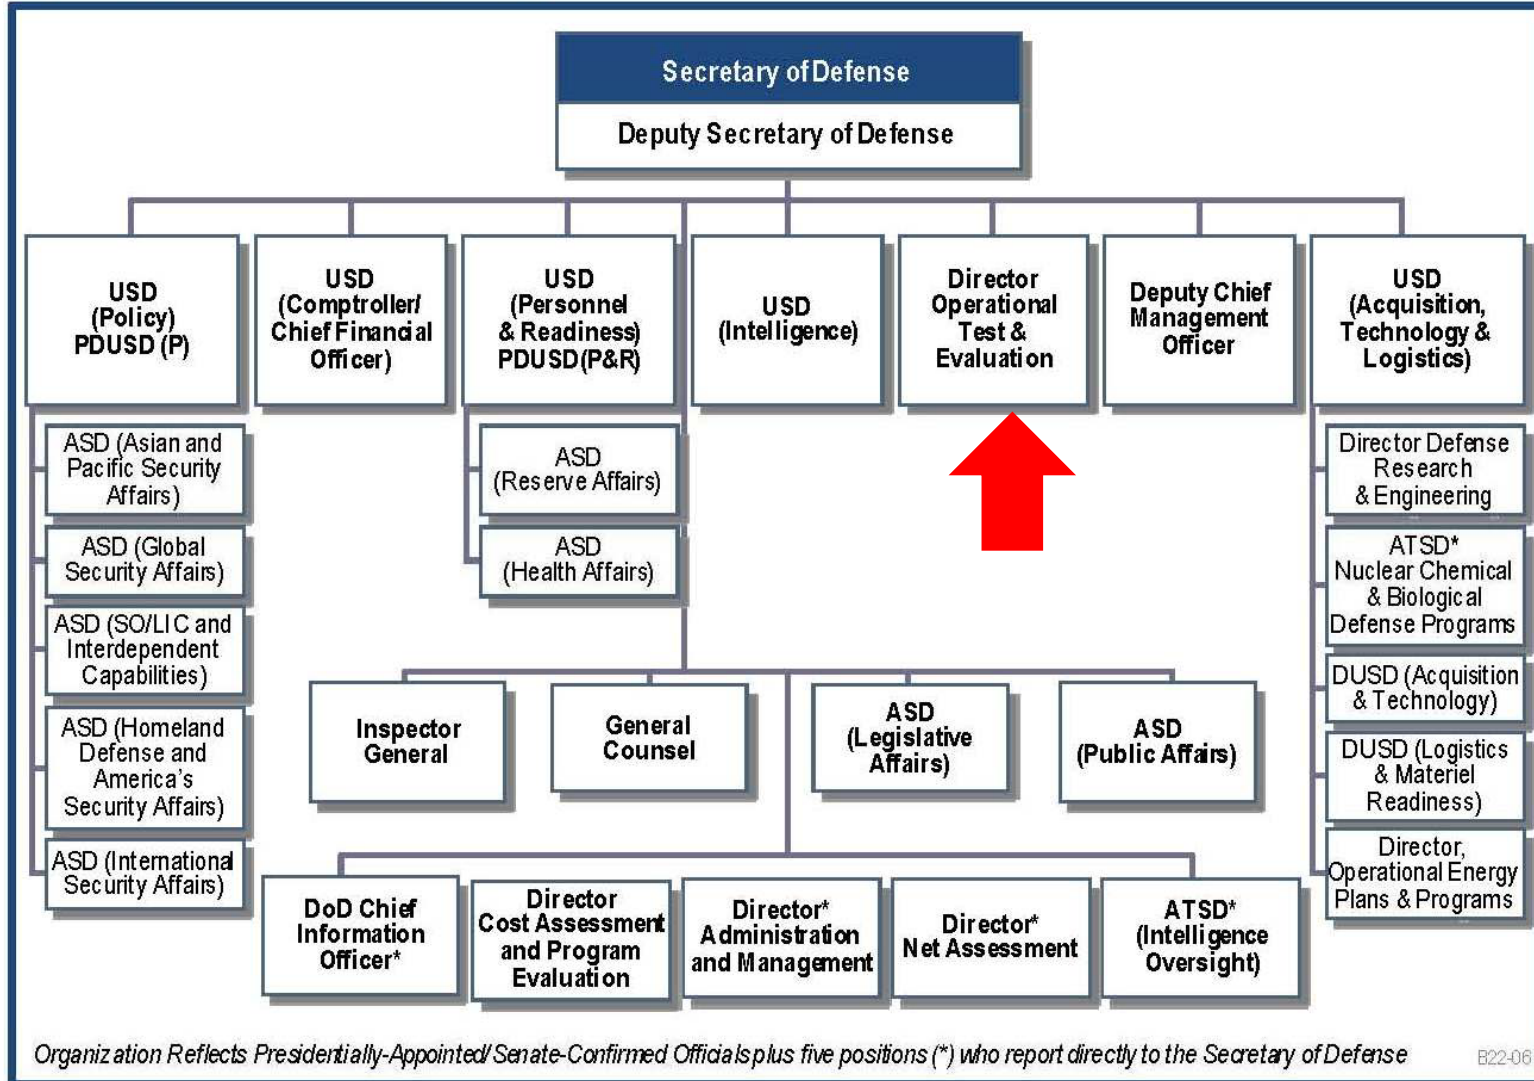 Secretary of Defense
Deputy Secretary of Defense
USD
(Policy)
PDUSD (P)
USD
(Comptroller/
Chief Financial
Officer)
USD
(Personnel
& Readiness)
PDUSD(P&R)
USD
(Intelligence)
Director
Operational
Test &
Evaluation
Deputy Chief
Management
Officer
USD
(Acquisition,
Technology &
Logistics)
ASD (Asian and
Pacific Security
Affairs)
ASD (Global
Security Affairs)
ASD (SO/LIC and
Interdependent
Capabilities)
ASD (Homeland
Defense and
America's
Security Affairs)
ASD (International
Security Affairs)
ASD
(Reserve Affairs)
ASD
(Health Affairs)
Director Defense
Research
& Engineering
ATSD*
Nuclear Chemical
& Biological
Defense Programs
DUSD (Acquisition
& Technology)
DUSD (Logistics
& Materiel
Readiness)
Director,
Operational Energy
Plans & Programs
Inspector
General
General
Counsel
ASD
(Legislative
Affairs)
ASD
(Public Affairs)
DoD Chief
Information
Officer*
Director
Cost Assessment
and Program
Evaluation
Director*
Administration
and Management
Director*
Net Assessment
ATSD*
(Intelligence
Oversight)
Organization Reflects Presidentially-Appointed/Senate-Confirmed Officials plus five positions (*) who report directly to the Secretary of Defense
B22-06